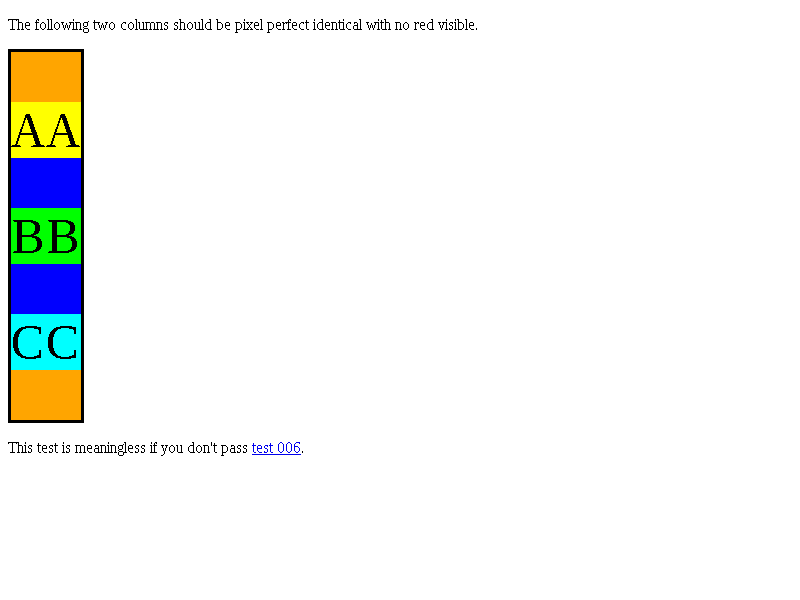 The following two columns should be pixel perfect identical with no red visible.
AA
BB
CC
This test is meaningless if you don't pass test 006.